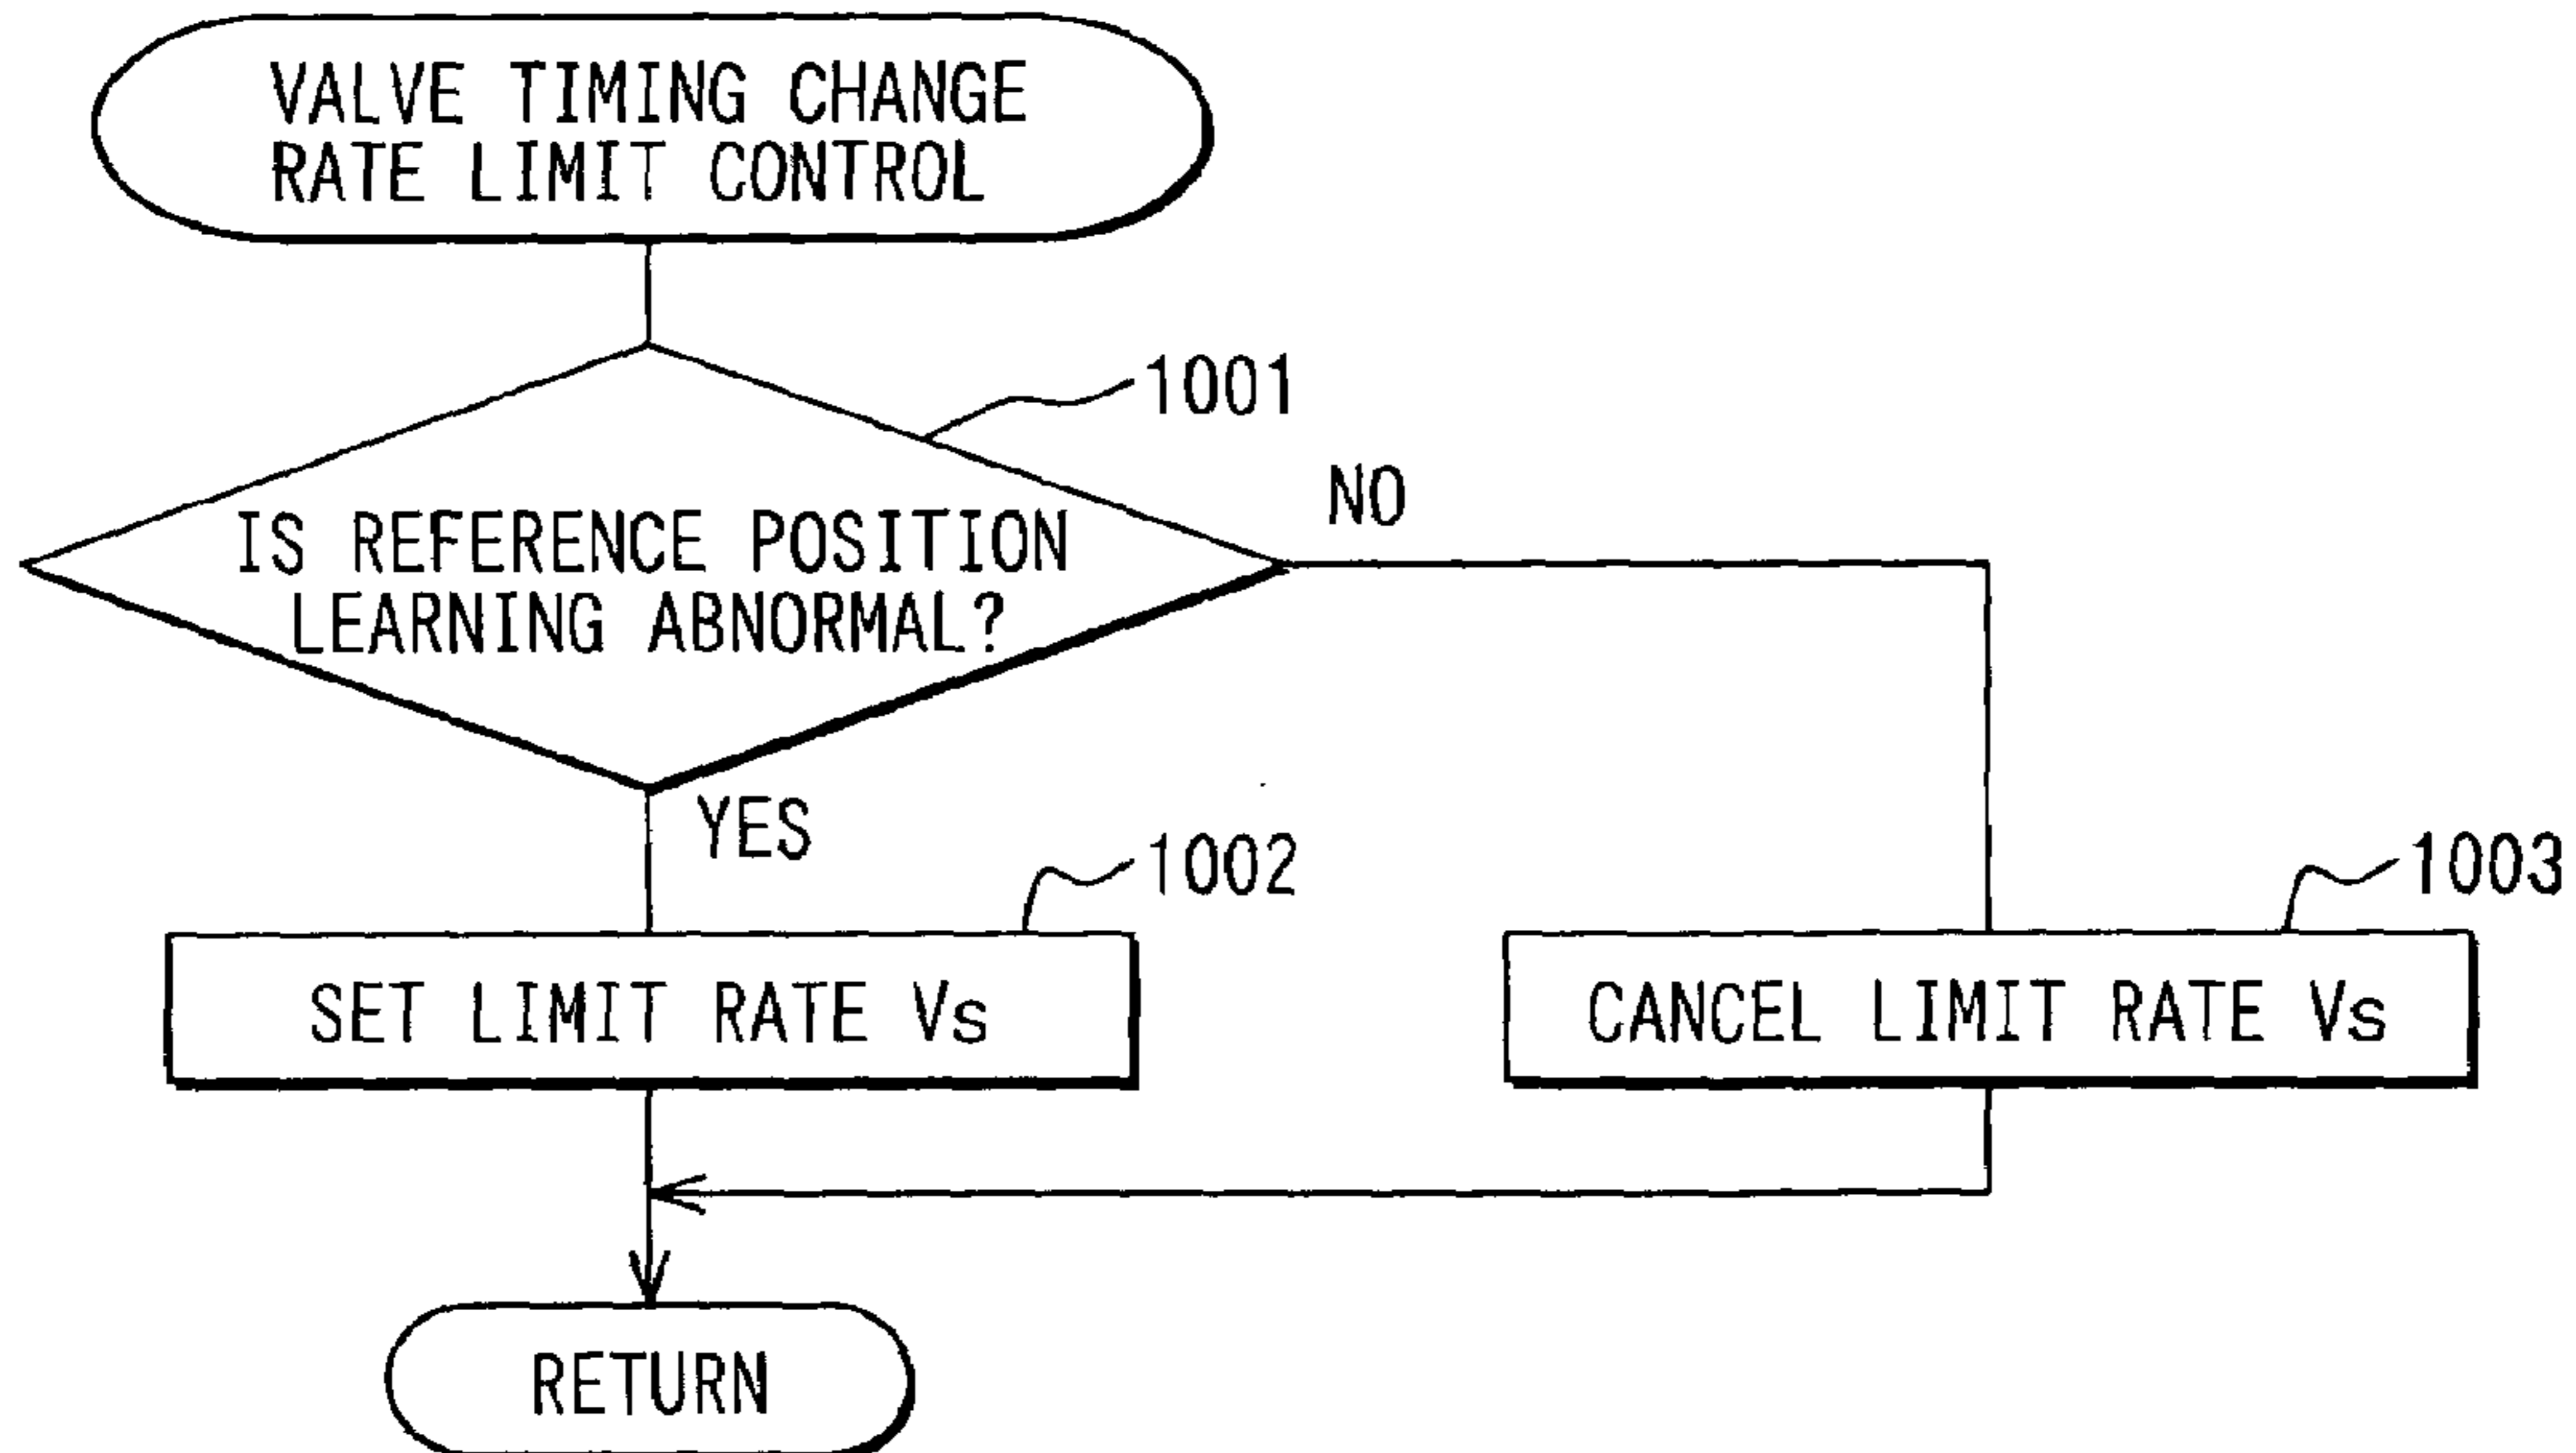 VALVE TIMING CHANGE
RATE LIMIT CONTROL
1001
NO
IS REFERENCE POSITION
LEARNING ABNORMAL?
YES
1002
1003
SET LIMIT RATE Vs
CANCEL LIMIT RATE Vs
RETURN